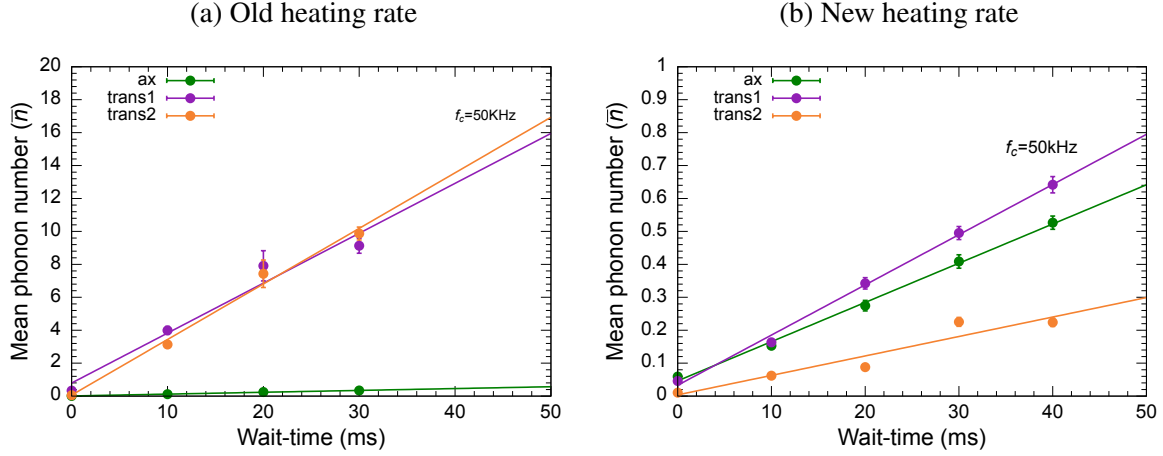 (a) Old heating rate
20
18
16
14
12
10
8
6
4
2
0
0 10 20 30 40 50
Mean phonon number (n̅)
Wait-time (ms)
ax
trans1
trans2
f_c=50KHz
(b) New heating rate
1
0.9
0.8
0.7
0.6
0.5
0.4
0.3
0.2
0.1
0
0 10 20 30 40 50
Mean phonon number (n̅)
Wait-time (ms)
ax
trans1
trans2
f_c=50kHz